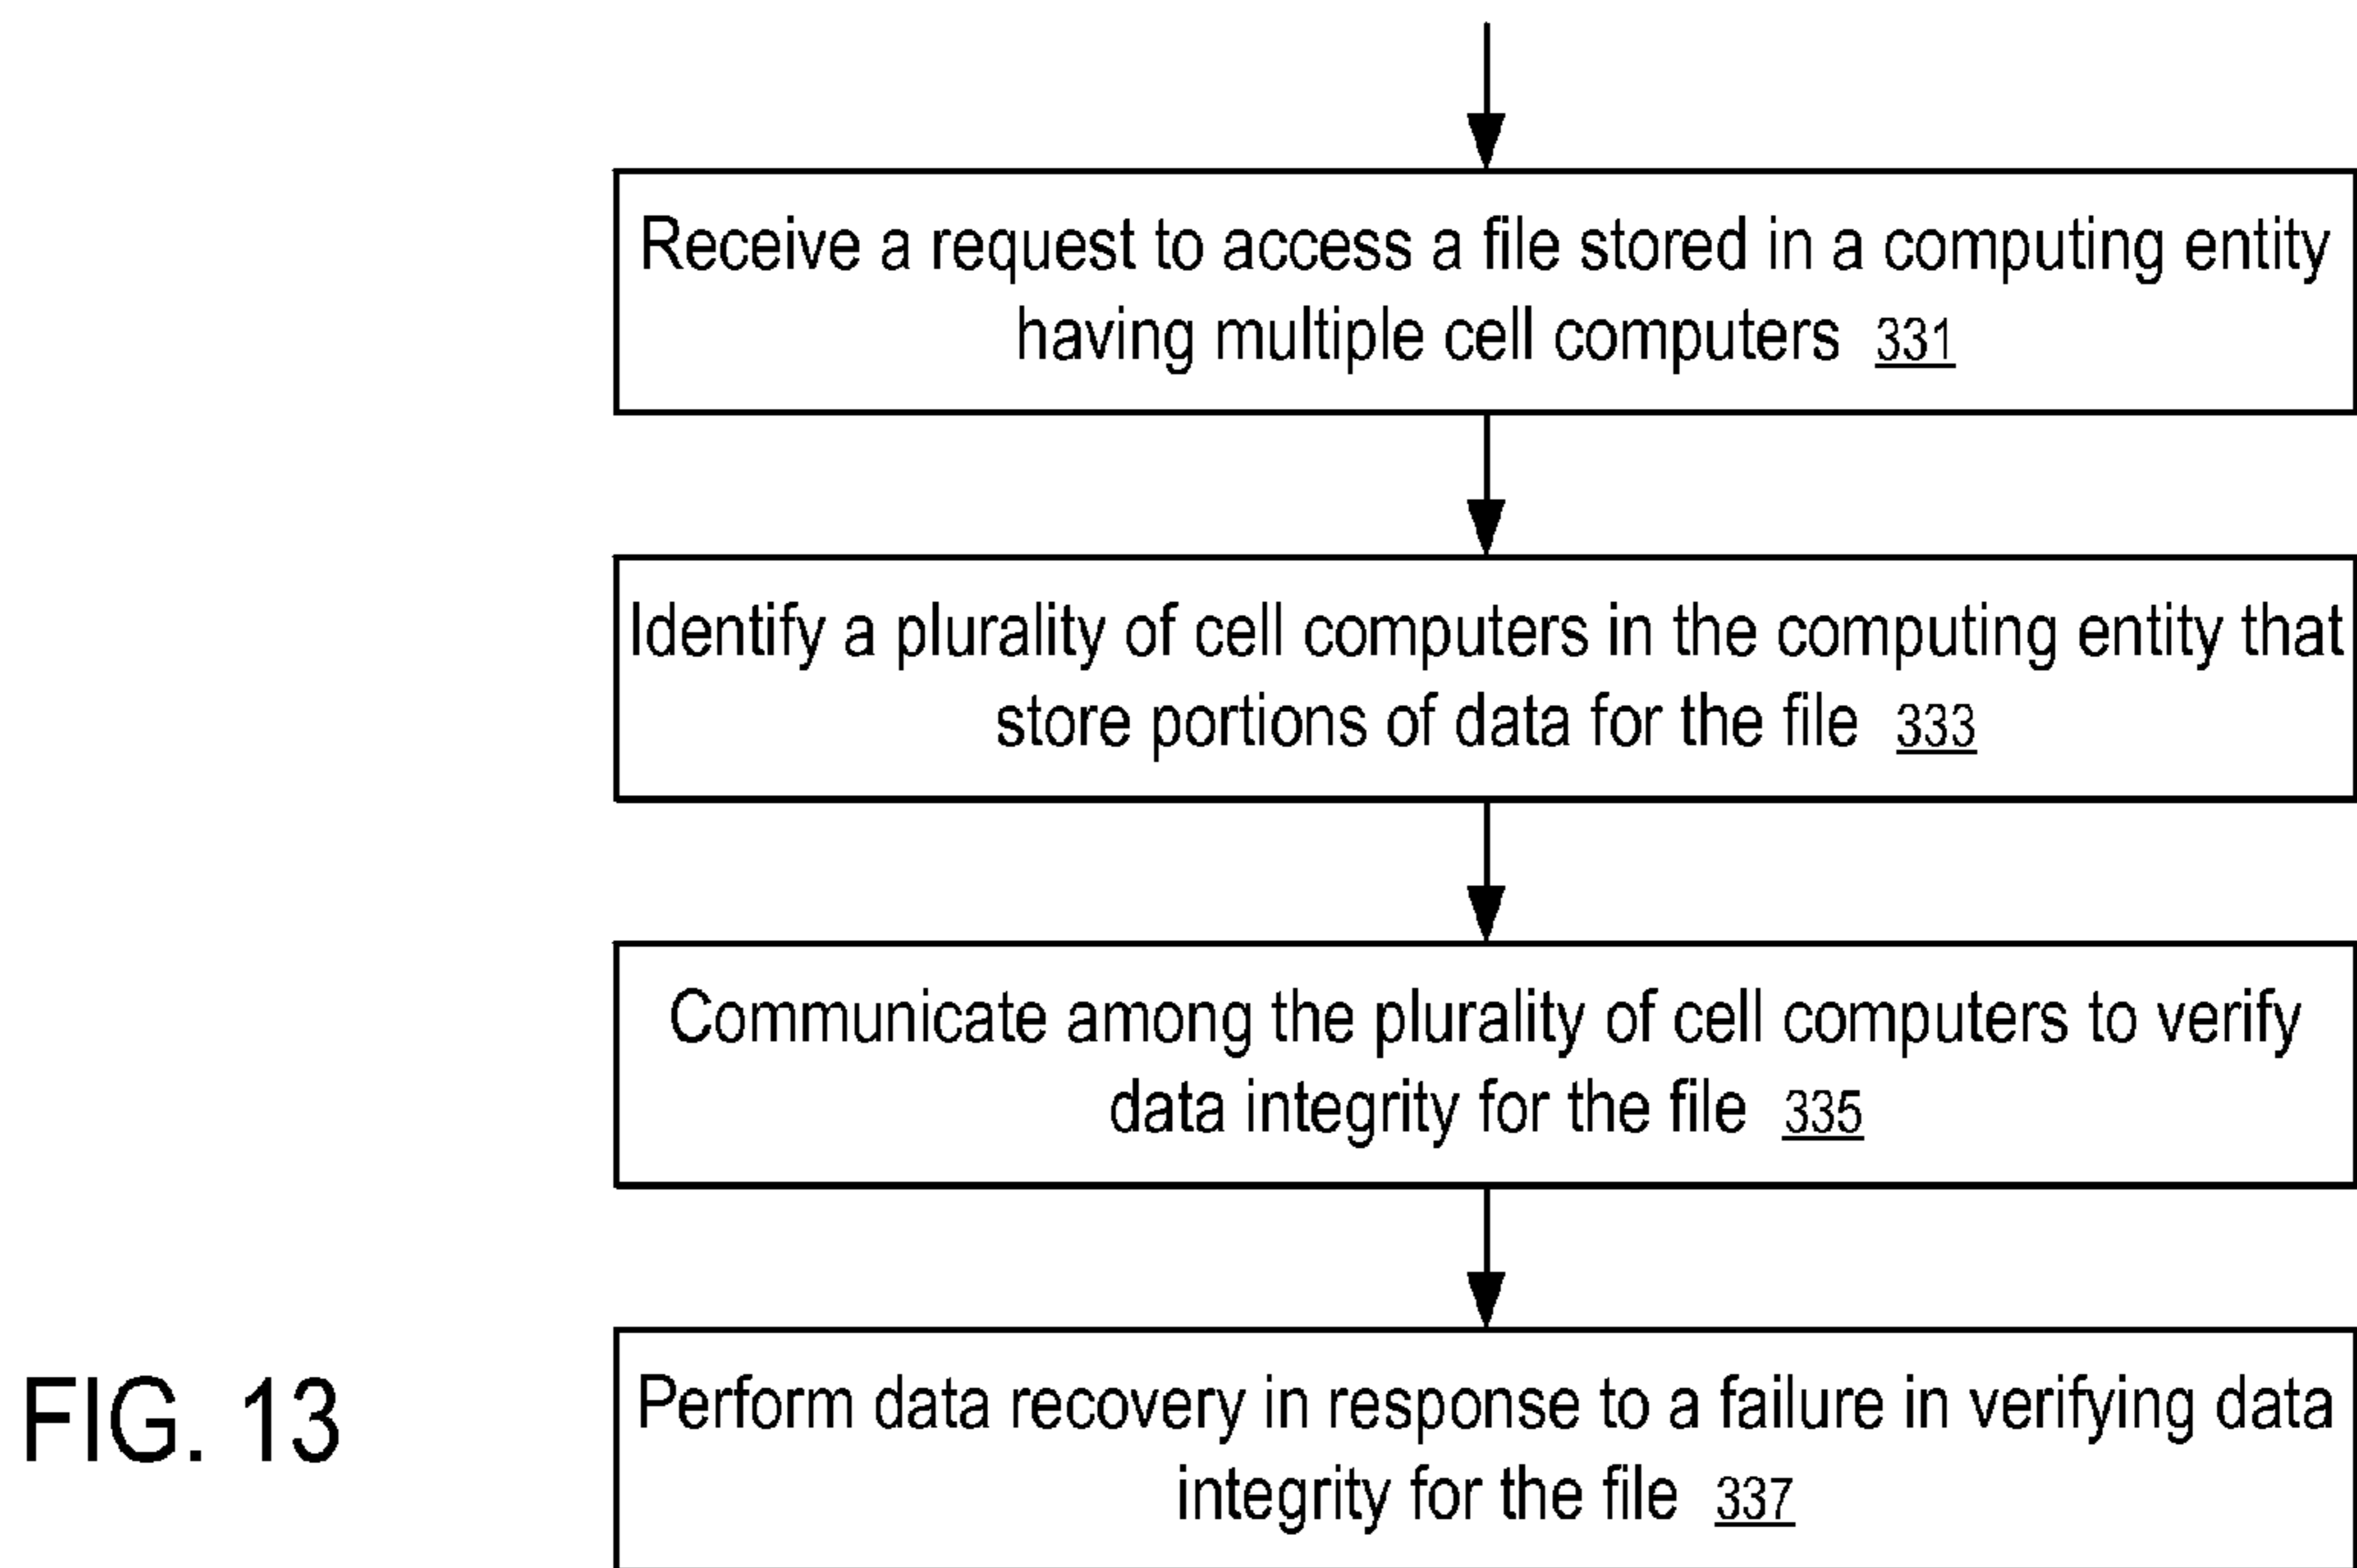 Receive a request to access a file stored in a computing entity
having multiple cell computers 331
Identify a plurality of cell computers in the computing entity that
store portions of data for the file 333
Communicate among the plurality of cell computers to verify
data integrity for the file 335
Perform data recovery in response to a failure in verifying data
integrity for the file 337
FIG. 13